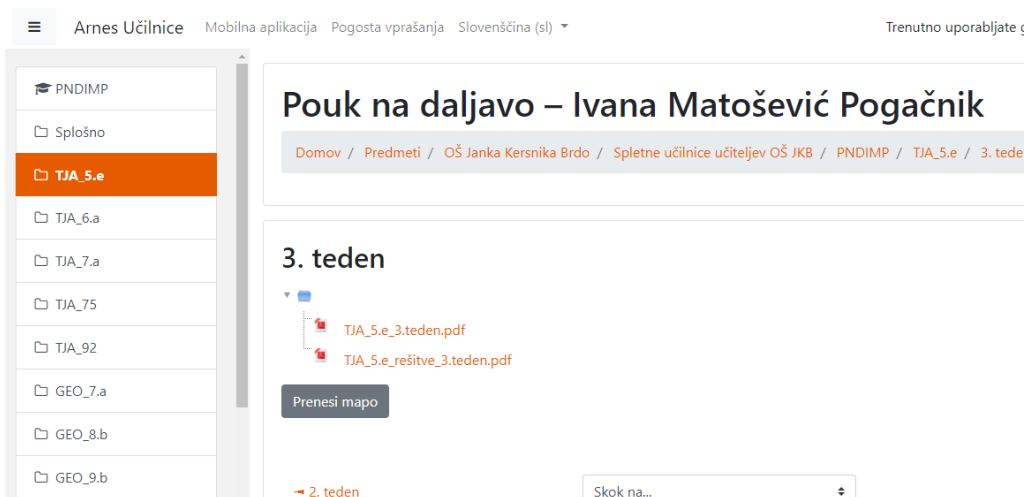 Arnes Učilnice Mobilna aplikacija Pogosta vprašanja Slovenščina (sl) Trenutno uporabljate
PNDIMP
Splošno
TJA_5.e
TJA_6.a
TJA_7.a
TJA_75
TJA_92
GEO_7.a
GEO_8.b
GEO_9.b
Pouk na daljavo – Ivana Matošević Pogačnik
Domov / Predmeti / OŠ Janka Kersnika Brdo / Spletne učilnice učiteljev OŠ JKB / PNDIMP / TJA_5.e / 3. tede
3. teden
TJA_5.e_3.teden.pdf
TJA_5.e_rešitve_3.teden.pdf
Prenesi mapo
2. teden
Skok na...